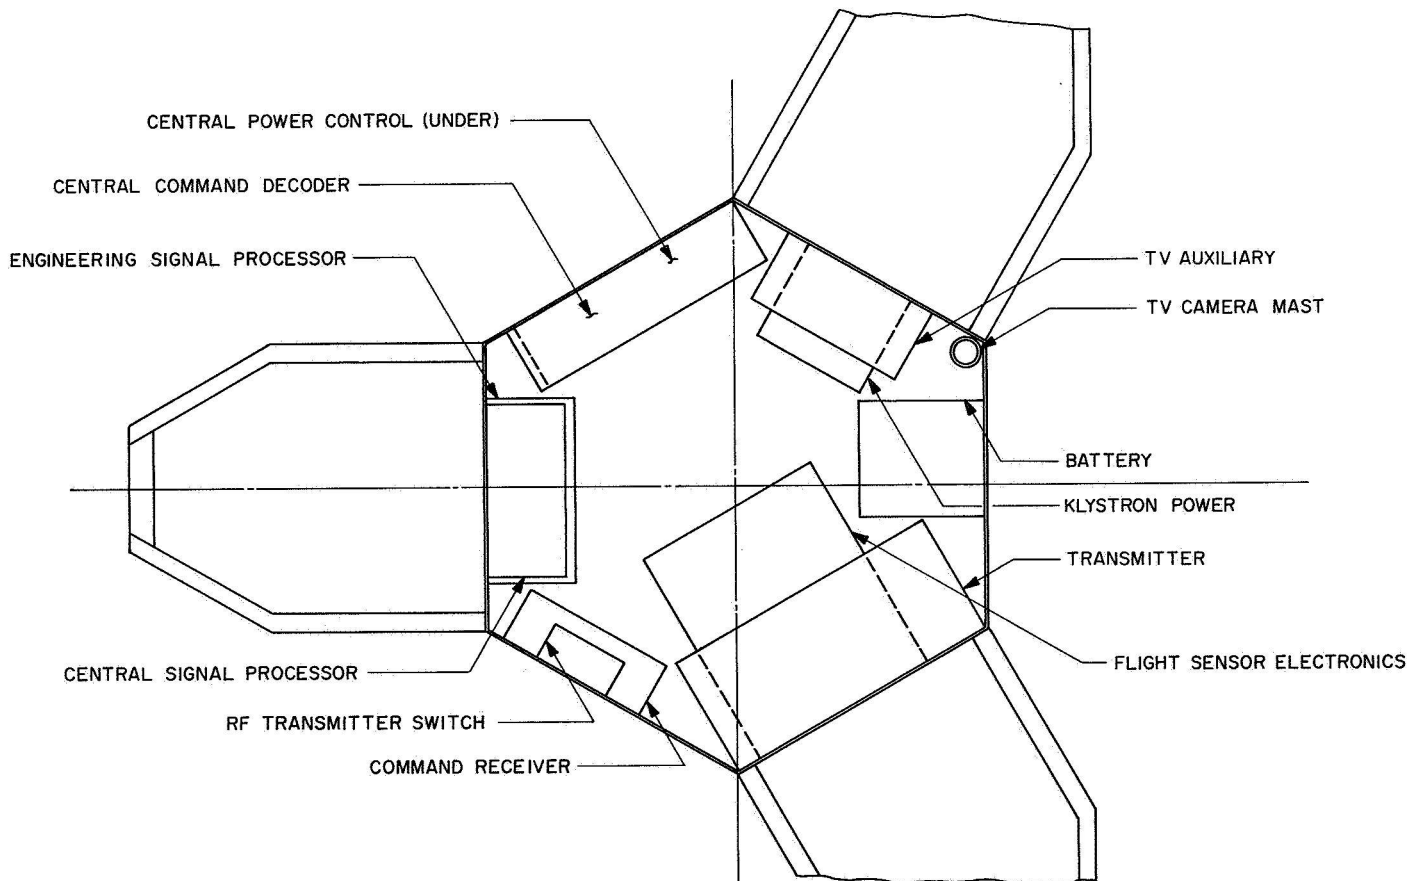 CENTRAL POWER CONTROL (UNDER)
CENTRAL COMMAND DECODER
ENGINEERING SIGNAL PROCESSOR
TV AUXILIARY
TV CAMERA MAST
BATTERY
KLYSTRON POWER
TRANSMITTER
FLIGHT SENSOR ELECTRONICS
CENTRAL SIGNAL PROCESSOR
RF TRANSMITTER SWITCH
COMMAND RECEIVER